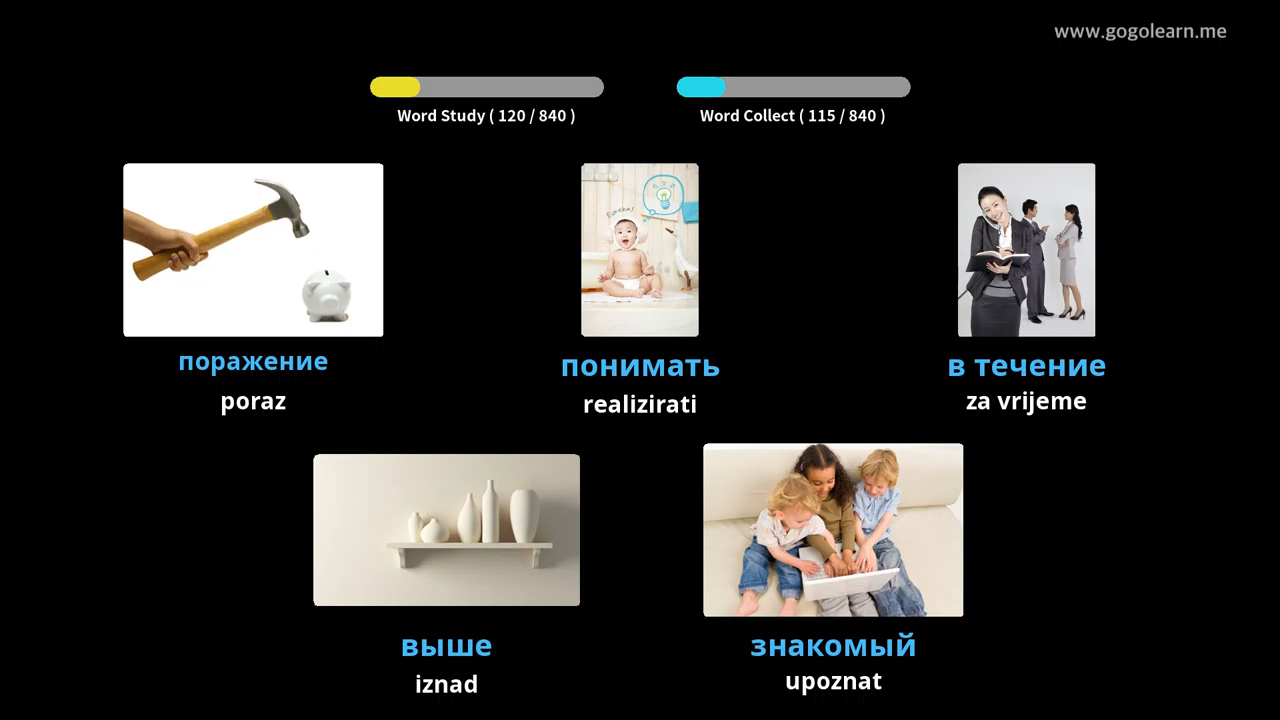 www.gogolearn.me
Word Study ( 120 / 840 )
Word Collect ( 115 / 840 )
Eureka!
поражение
poraz
понимать
realizirati
в течение
za vrijeme
выше
iznad
знакомый
upoznat